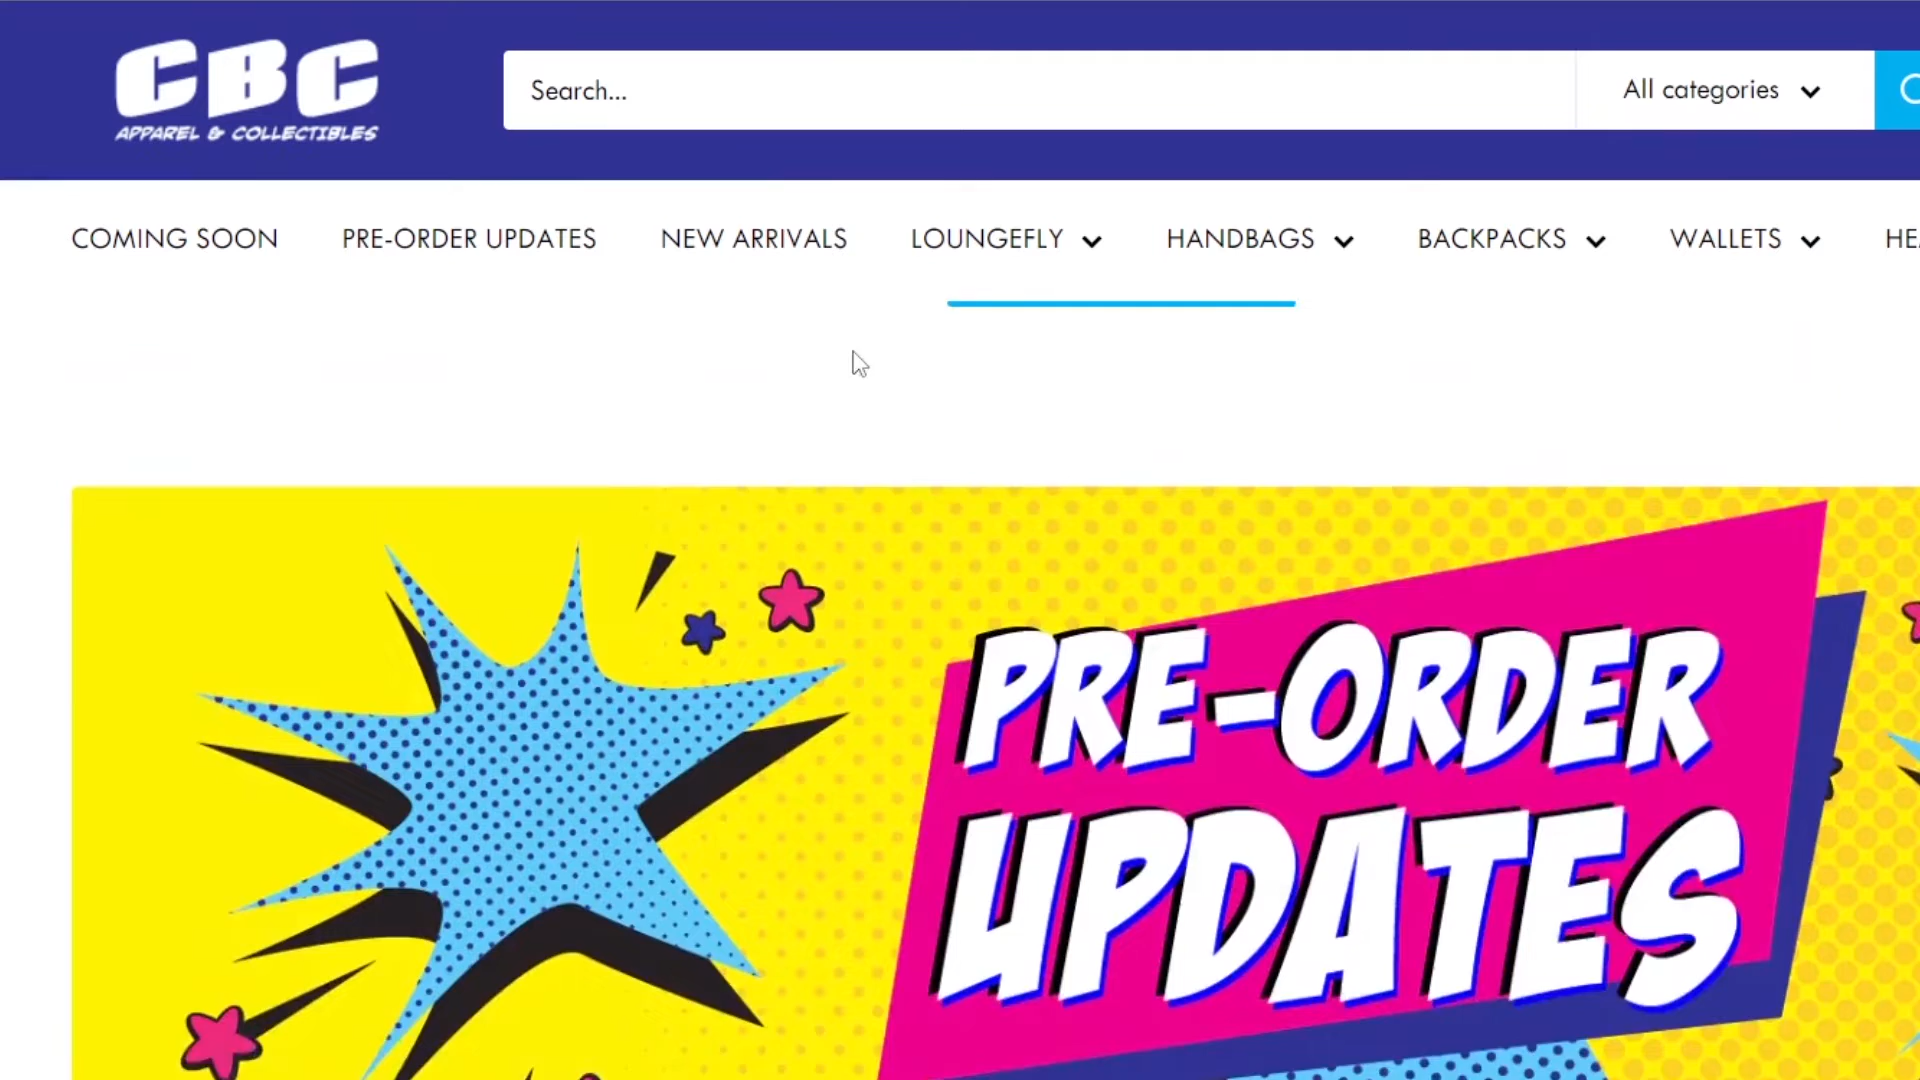 CBC
APPAREL & COLLECTIBLES
Search...
All categories
COMING SOON PRE-ORDER UPDATES NEW ARRIVALS LOUNGEFLY HANDBAGS BACKPACKS WALLETS
PRE-ORDER
UPDATES